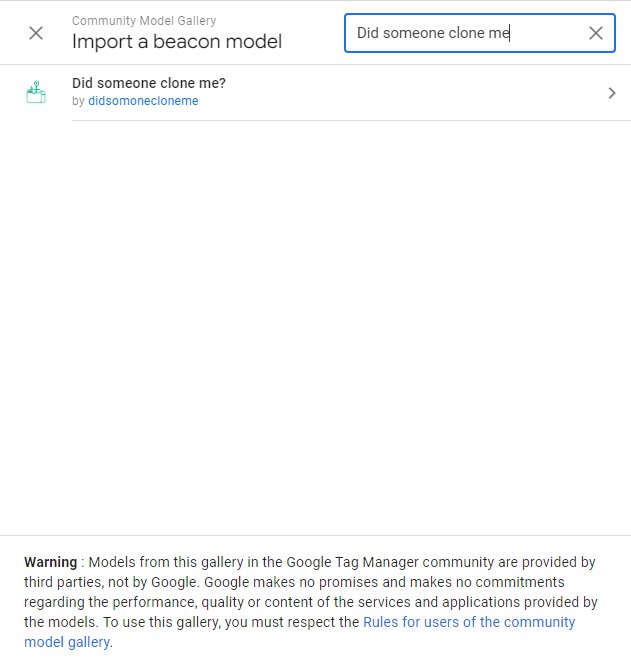 Community Model Gallery
Import a beacon model
Did someone clone me
Did someone clone me?
by didsomonecloneme
Warning : Models from this gallery in the Google Tag Manager community are provided by
third parties, not by Google. Google makes no promises and makes no commitments
regarding the performance, quality or content of the services and applications provided by
the models. To use this gallery, you must respect the Rules for users of the community
model gallery.